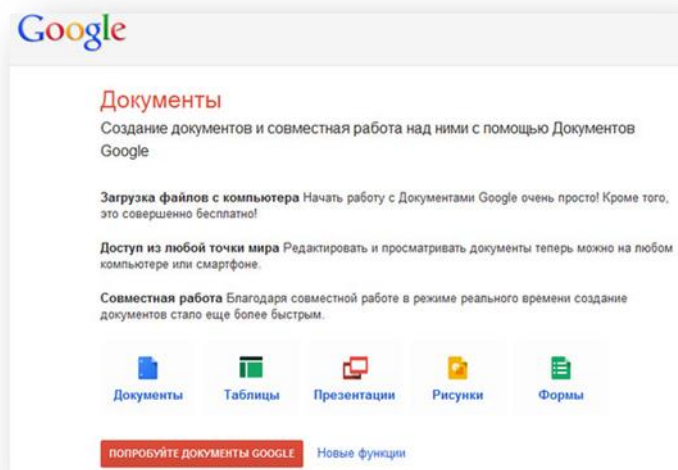 Google
Документы
Создание документов и совместная работа над ними с помощью Документов
Google
Загрузка файлов с компьютера Начать работу с Документами Google очень просто! Кроме того,
это совершенно бесплатно!
Доступ из любой точки мира Редактировать и просматривать документы теперь можно на любом
компьютере или смартфоне.
Совместная работа Благодаря совместной работе в режиме реального времени создание
документов стало еще более быстрым.
Документы Таблицы Презентации Рисунки Формы
ПОПРОБУЙТЕ ДОКУМЕНТЫ GOOGLE Новые функции